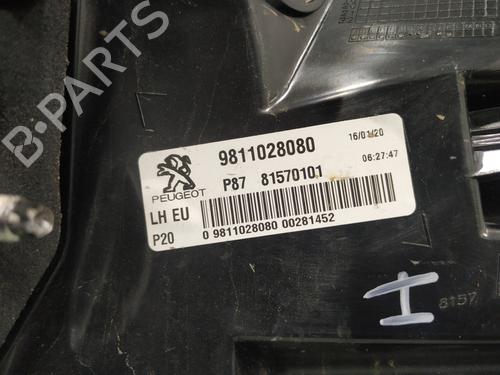 B-PARTS
9811028080
16/01/20
PEUGEOT
P87 81570101
06:27:47
LH EU
P20
0 9811028080 00281452
I
8157